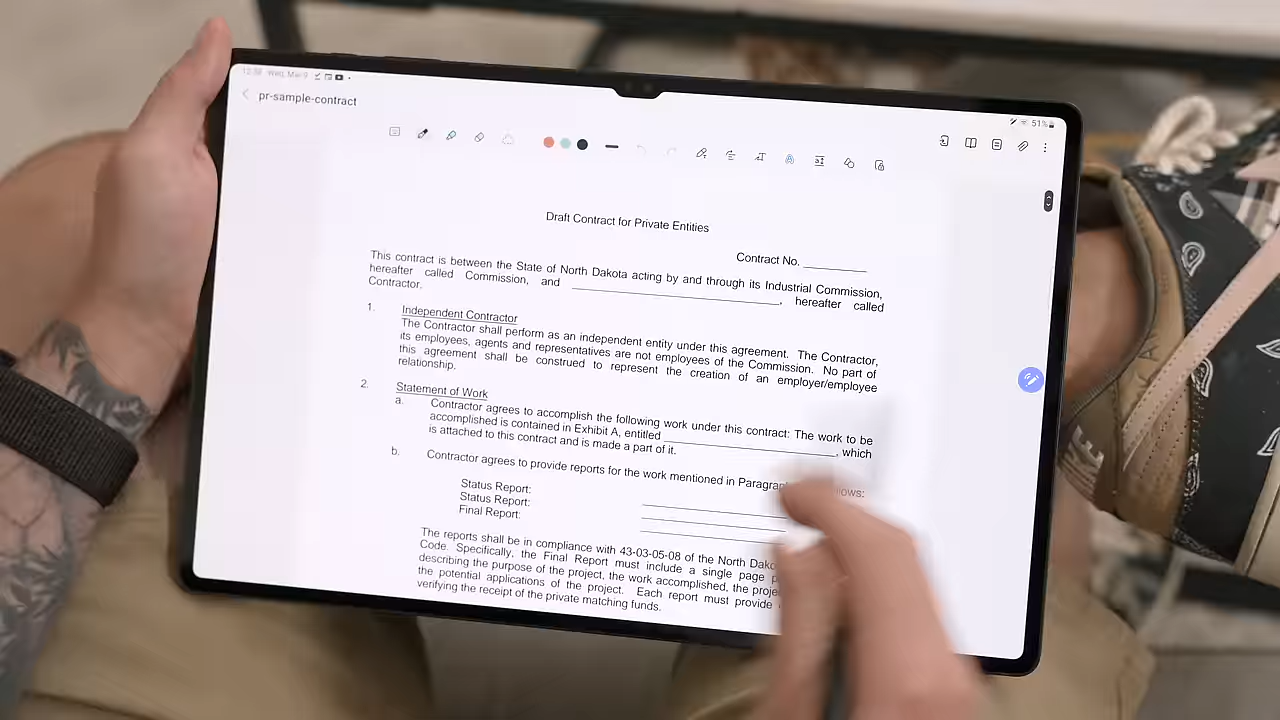 12:38 Wed, Mar 9
51%
pr-sample-contract
Draft Contract for Private Entities
Contract No. ________
This contract is between the State of North Dakota acting by and through its Industrial Commission,
hereafter called Commission, and ________, hereafter called
Contractor.
1. Independent Contractor
The Contractor shall perform as an independent entity under this agreement. The Contractor,
its employees, agents and representatives are not employees of the Commission. No part of
this agreement shall be construed to represent the creation of an employer/employee
relationship.
2. Statement of Work
a. Contractor agrees to accomplish the following work under this contract: The work to be
accomplished is contained in Exhibit A, entitled ________, which
is attached to this contract and is made a part of it.
b. Contractor agrees to provide reports for the work mentioned in
Status Report:
Status Report:
Final Report:
The reports shall be in compliance with 43-03-05-08 of the North
Code. Specifically, the Final Report must include a single page
describing the purpose of the project, the work accomplished, the
the potential applications of the project. Each report must provide
verifying the receipt of the private matching funds.